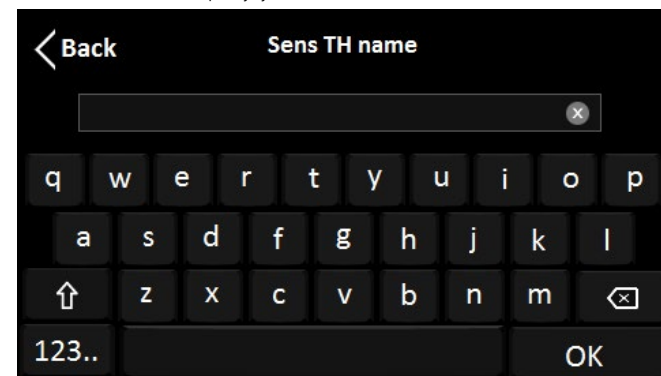 Back Sens TH name
q w e r t y u i o p
a s d f g h j k l
z x c v b n m
123.. OK